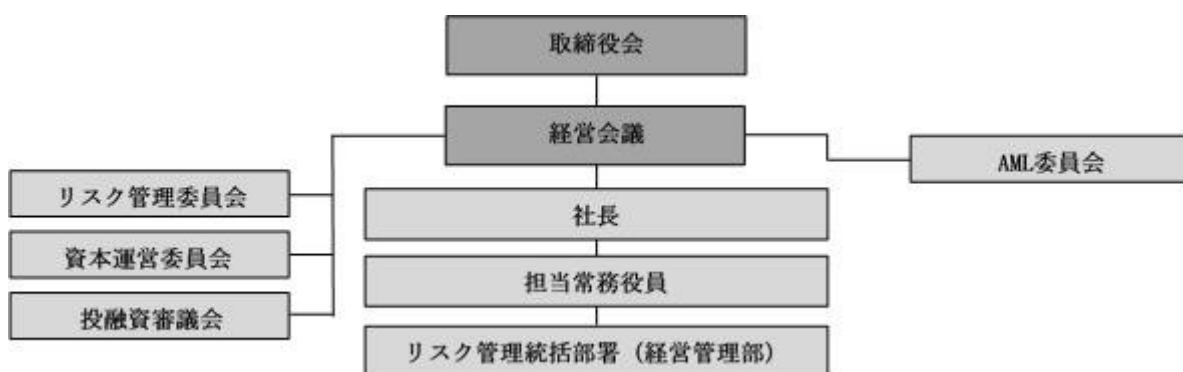 取締役会
経営会議
AML委員会
リスク管理委員会
資本運営委員会
投融資審議会
社長
担当常務役員
リスク管理統括部署（経営管理部）